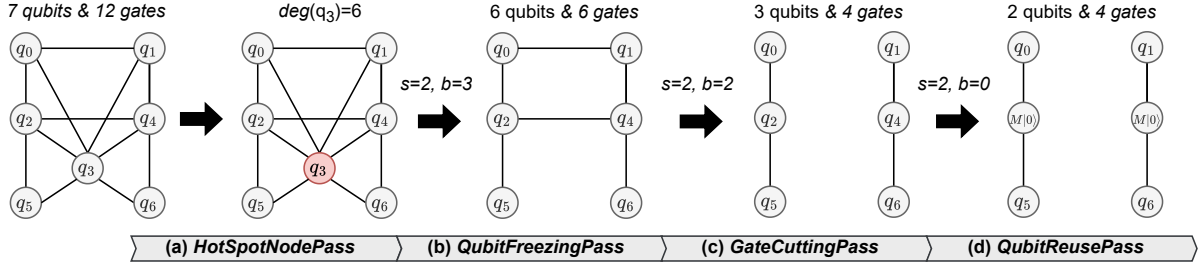 7 qubits & 12 gates
deg(q₃)=6
6 qubits & 6 gates
3 qubits & 4 gates
2 qubits & 4 gates
q₀ q₁ q₀ q₁ q₀ q₁ q₀ q₁ q₀ q₁
s=2, b=3 s=2, b=2 s=2, b=0
q₂ q₄ q₂ q₄ q₂ q₄ q₂ q₄ M|0⟩ M|0⟩
q₃ q₃
q₅ q₆ q₅ q₆ q₅ q₆ q₅ q₆ q₅ q₆
(a) HotSpotNodePass
(b) QubitFreezingPass
(c) GateCuttingPass
(d) QubitReusePass